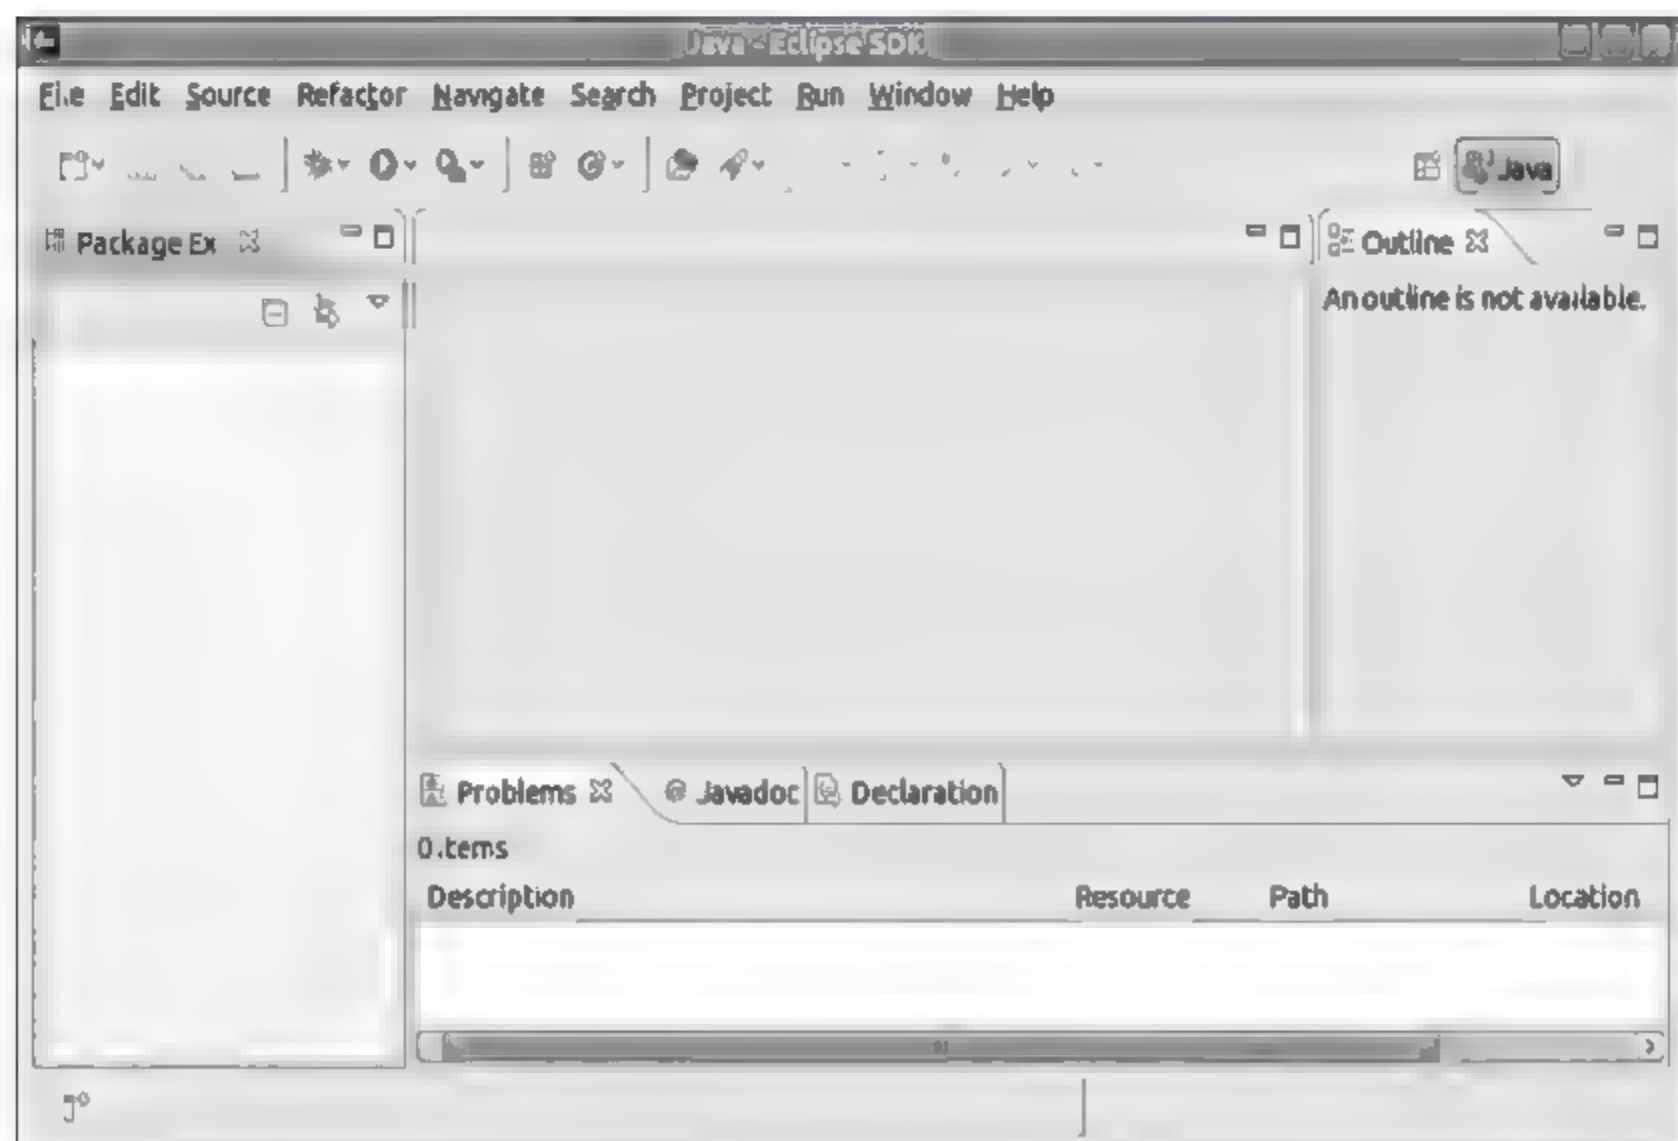 Java - Eclipse SDK
File Edit Source Refactor Navigate Search Project Run Window Help
Java
Package Ex
Outline
An outline is not available.
Problems @ Javadoc Declaration
0 items
Description Resource Path Location